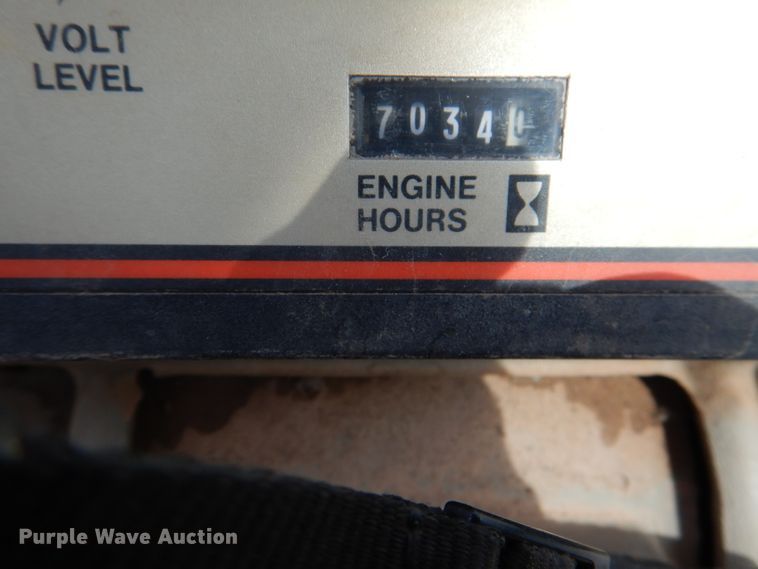 VOLT
LEVEL
7034
ENGINE
HOURS
Purple Wave Auction